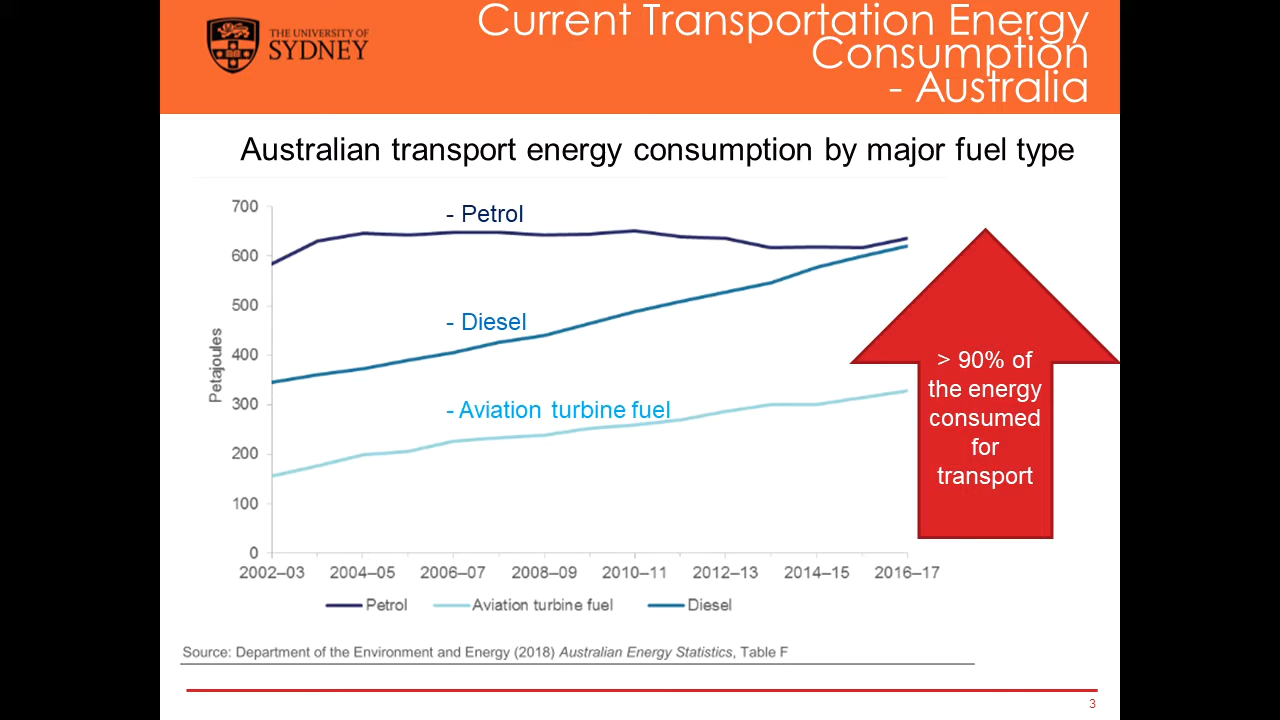 THE UNIVERSITY OF
SYDNEY
Current Transportation Energy
Consumption
- Australia
Australian transport energy consumption by major fuel type
700
600
500
400
300
200
100
0
Petajoules
- Petrol
- Diesel
- Aviation turbine fuel
> 90% of
the energy
consumed
for
transport
2002–03 2004–05 2006–07 2008–09 2010–11 2012–13 2014–15 2016–17
Petrol Aviation turbine fuel Diesel
Source: Department of the Environment and Energy (2018) Australian Energy Statistics, Table F
3